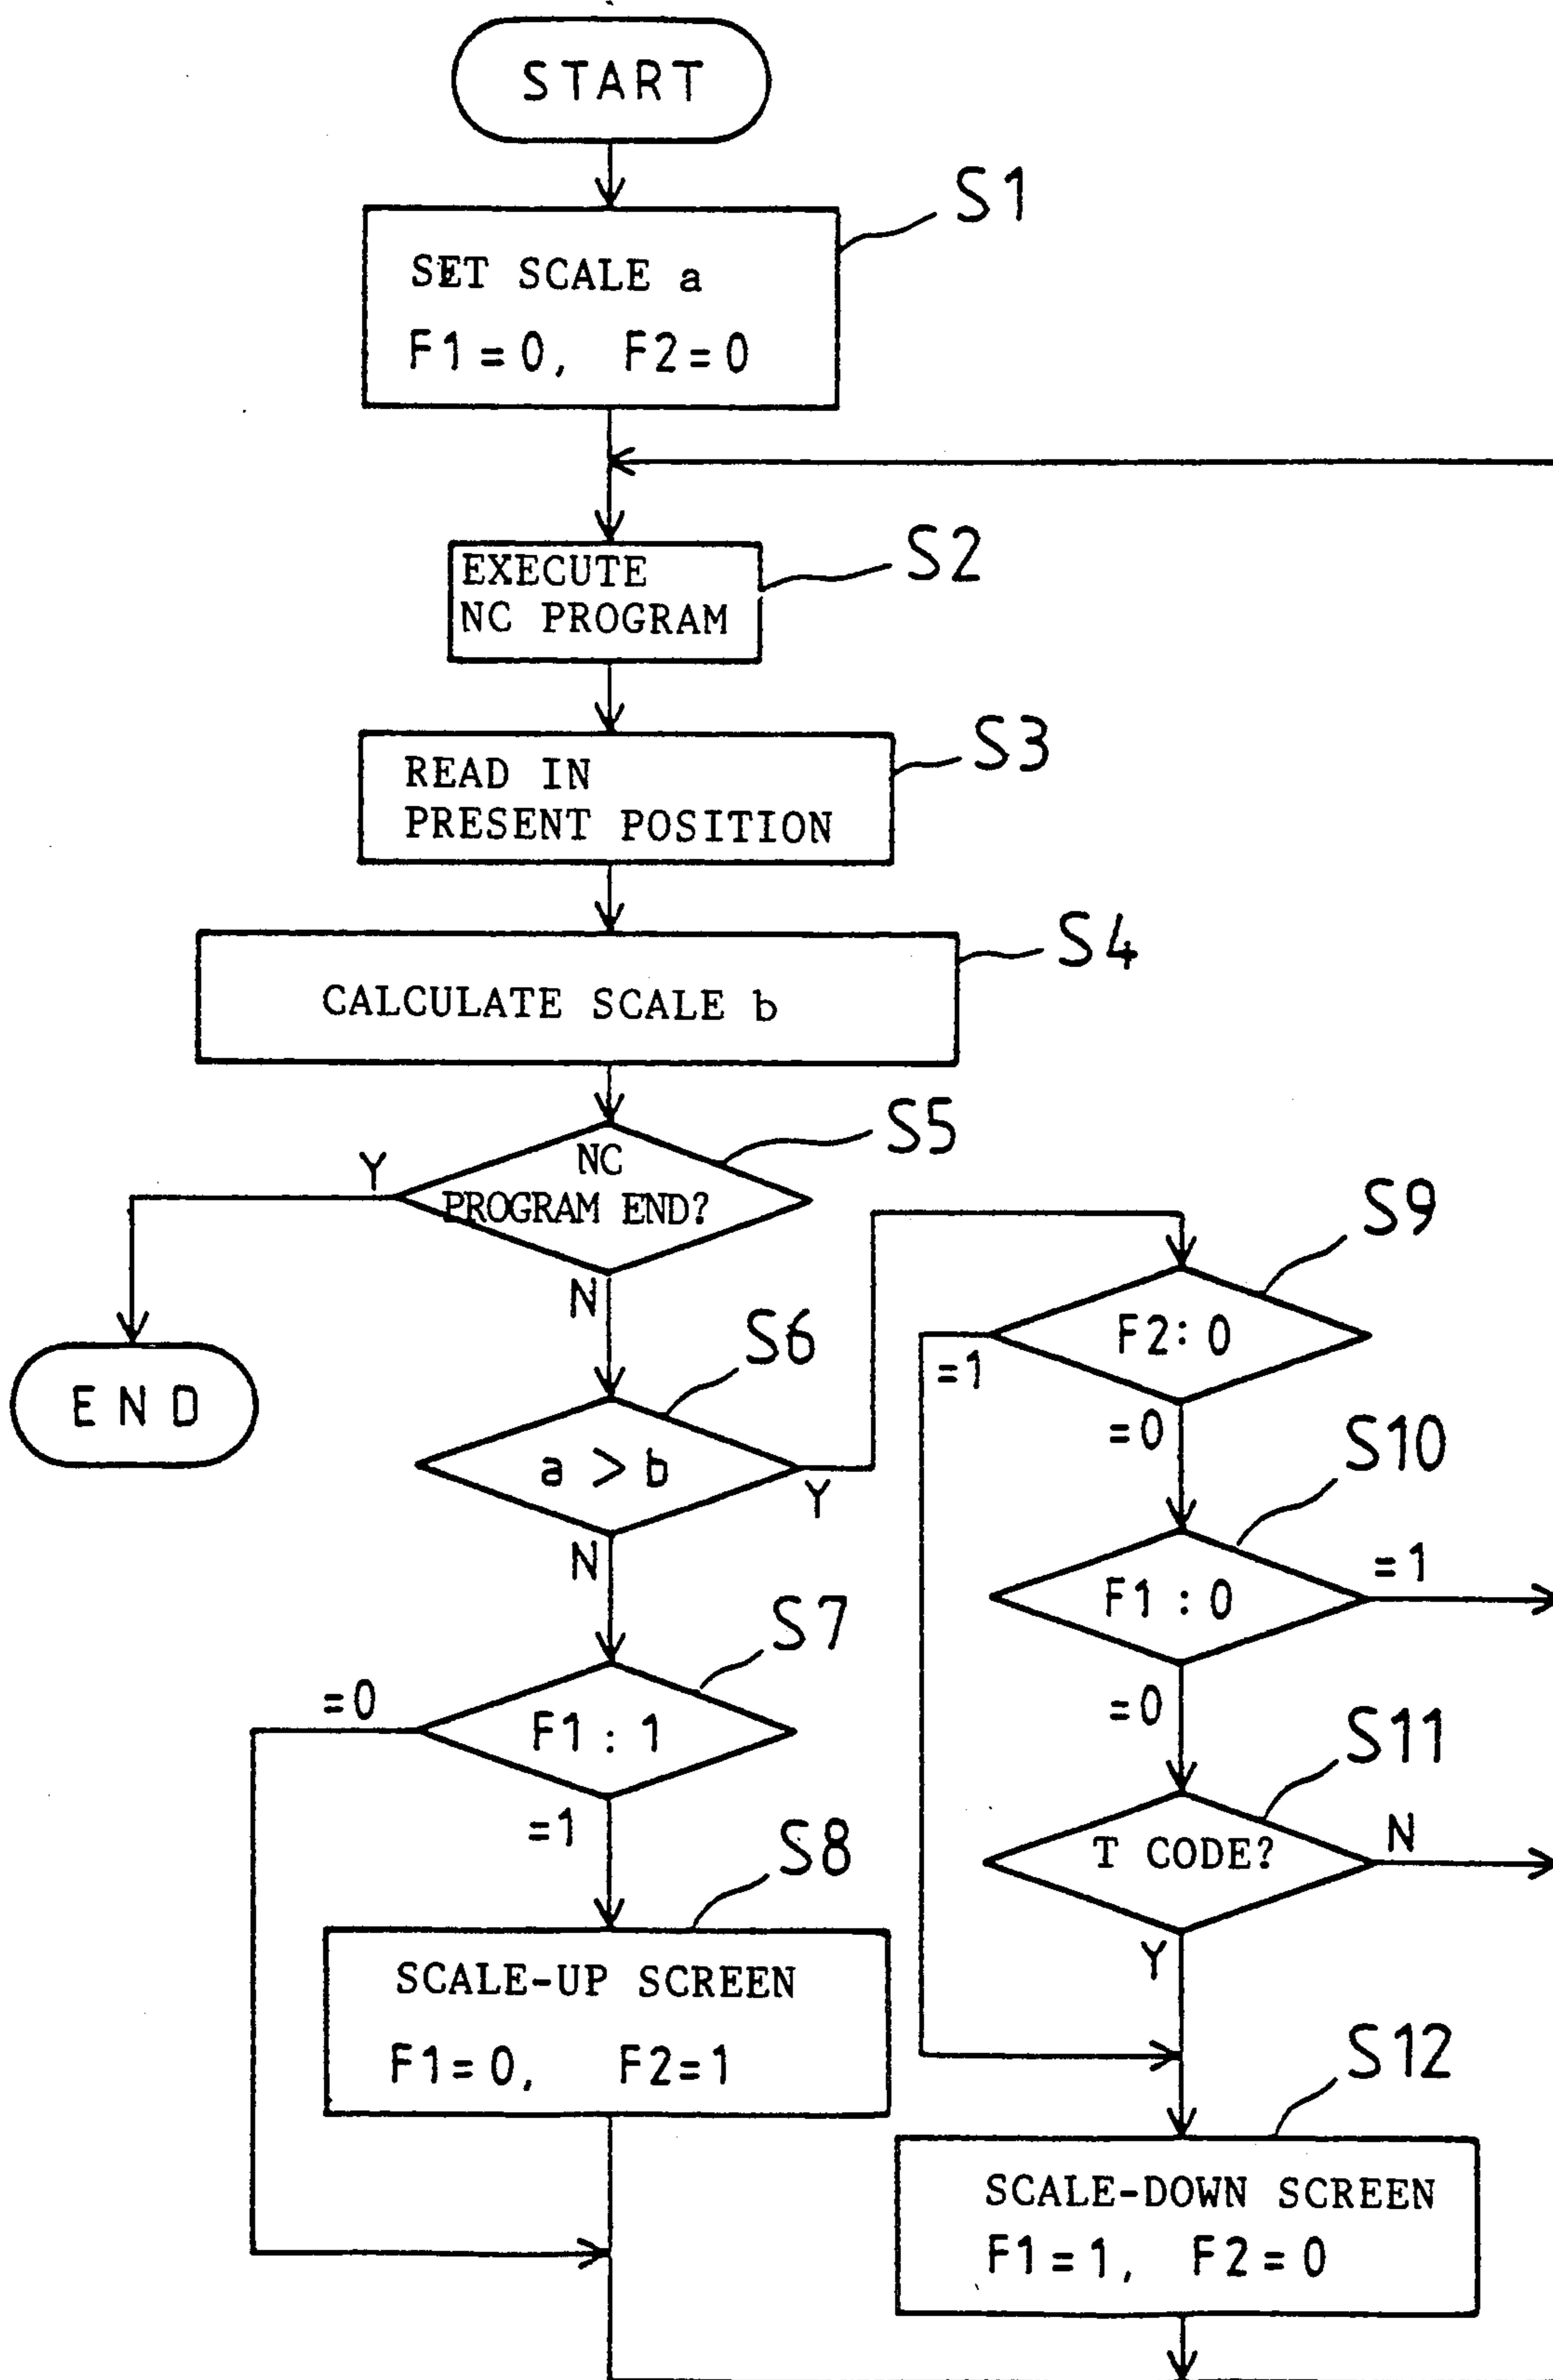 START
S1
SET SCALE a
F1=0, F2=0
S2
EXECUTE
NC PROGRAM
S3
READ IN
PRESENT POSITION
S4
CALCULATE SCALE b
S5
Y
NC
PROGRAM END?
N
END
S6
a > b
Y
N
S7
=0
F1 : 1
=1
S8
SCALE-UP SCREEN
F1=0, F2=1
S9
F2: 0
=1
=0
S10
F1 : 0
=1
=0
S11
T CODE?
N
Y
S12
SCALE-DOWN SCREEN
F1=1, F2=0